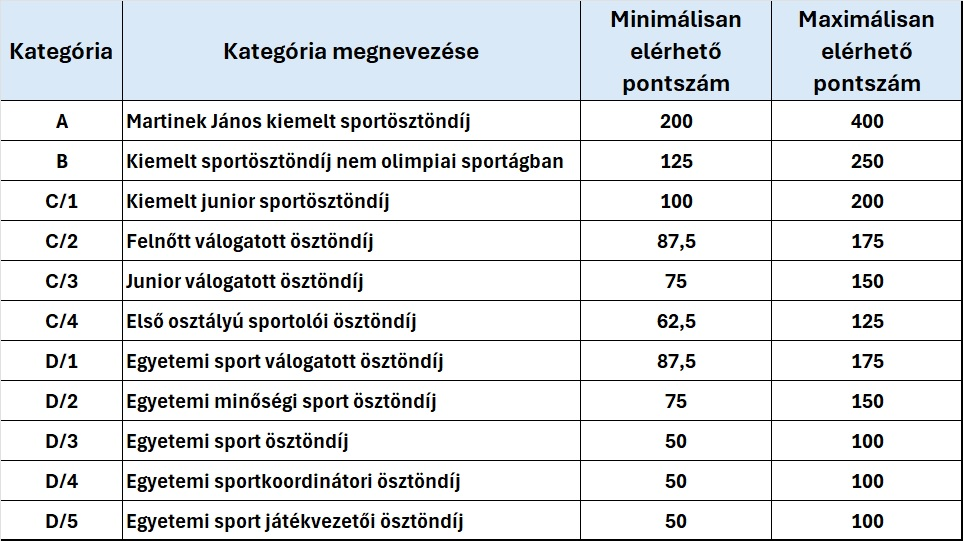 Kategória Kategória megnevezése Minimálisan elérhető pontszám Maximálisan elérhető pontszám
A Martinek János kiemelt sportösztöndíj 200 400
B Kiemelt sportösztöndíj nem olimpiai sportágban 125 250
C/1 Kiemelt junior sportösztöndíj 100 200
C/2 Felnőtt válogatott ösztöndíj 87,5 175
C/3 Junior válogatott ösztöndíj 75 150
C/4 Első osztályú sportolói ösztöndíj 62,5 125
D/1 Egyetemi sport válogatott ösztöndíj 87,5 175
D/2 Egyetemi minőségi sport ösztöndíj 75 150
D/3 Egyetemi sport ösztöndíj 50 100
D/4 Egyetemi sportkoordinátori ösztöndíj 50 100
D/5 Egyetemi sport játékvezetői ösztöndíj 50 100